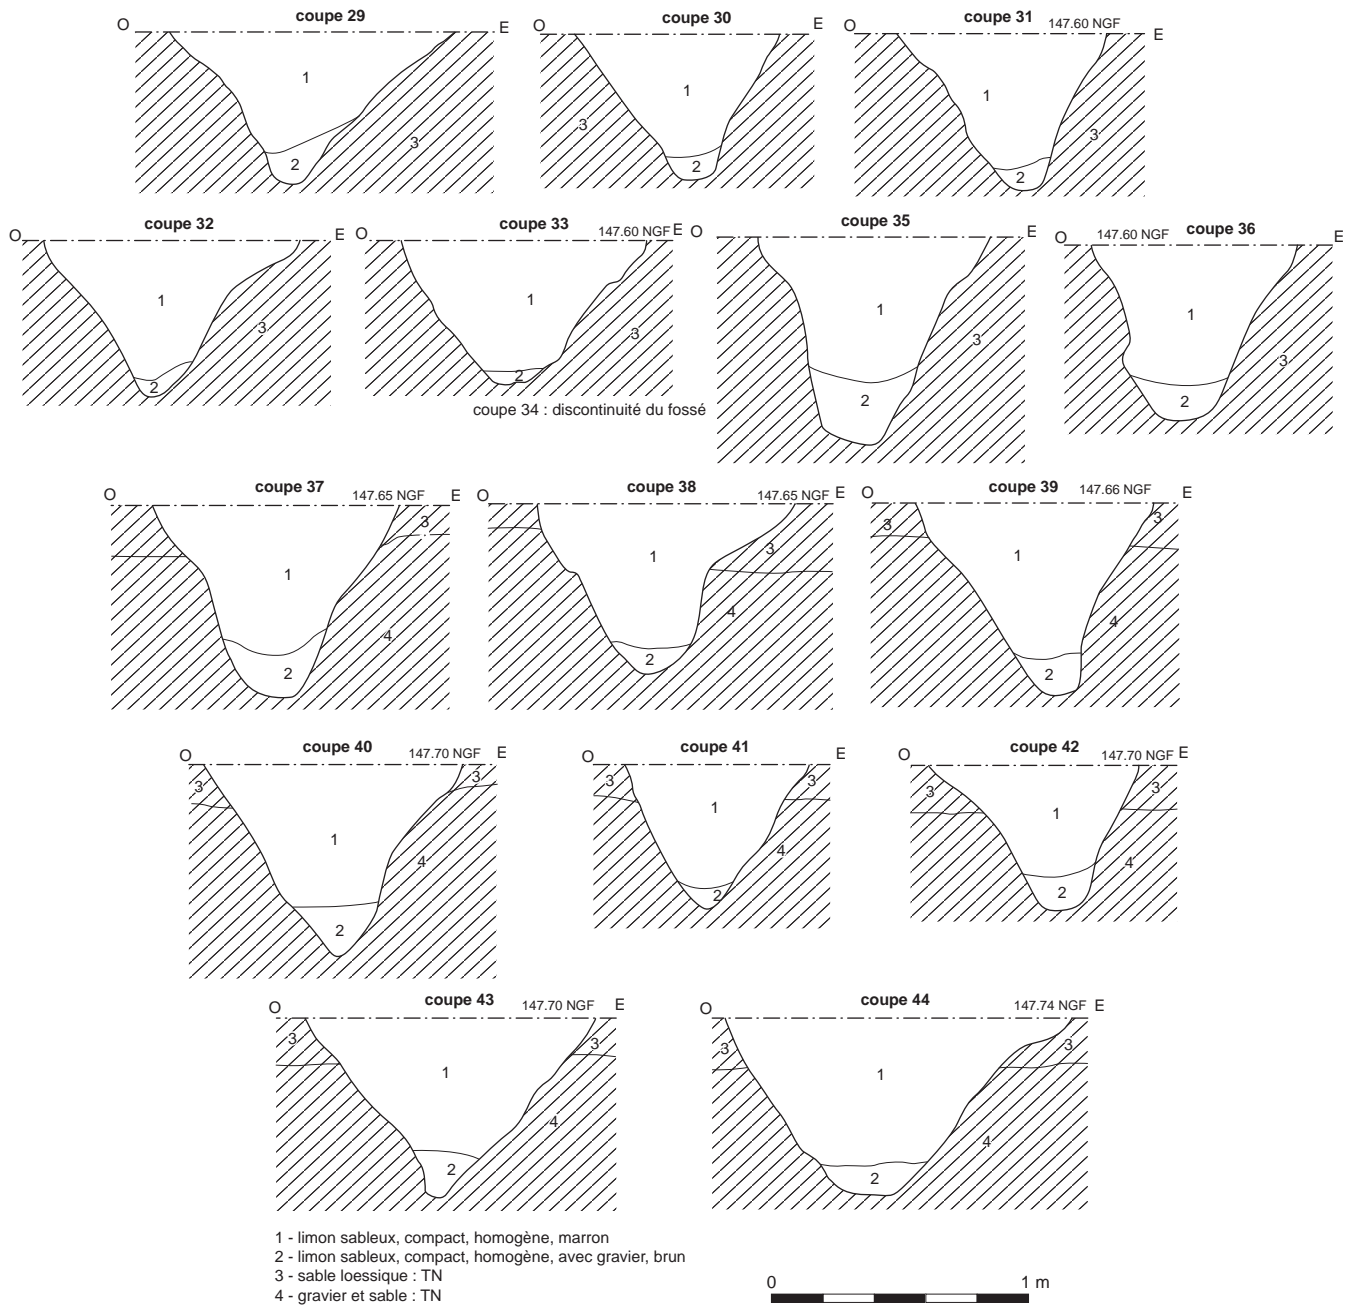 coupe 29
O
E
1
2
3
coupe 30
O
E
1
2
3
coupe 31
147.60 NGF
O
E
1
2
3
coupe 32
O
E
1
2
3
coupe 33
147.60 NGF
O
1
2
3
coupe 34 : discontinuité du fossé
coupe 35
O
E
1
2
3
coupe 36
147.60 NGF
O
E
1
2
3
coupe 37
147.65 NGF
O
E
1
2
3
4
coupe 38
147.65 NGF
O
E
1
2
3
4
coupe 39
147.66 NGF
O
E
3
3
1
2
4
coupe 40
147.70 NGF
O
E
3
3
1
2
4
coupe 41
O
E
3
3
1
2
4
coupe 42
147.70 NGF
O
E
3
3
1
2
4
coupe 43
147.70 NGF
O
E
3
3
1
2
4
coupe 44
147.74 NGF
O
E
3
3
1
2
4
1 - limon sableux, compact, homogène, marron
2 - limon sableux, compact, homogène, avec gravier, brun
3 - sable loessique : TN
4 - gravier et sable : TN
0
1 m